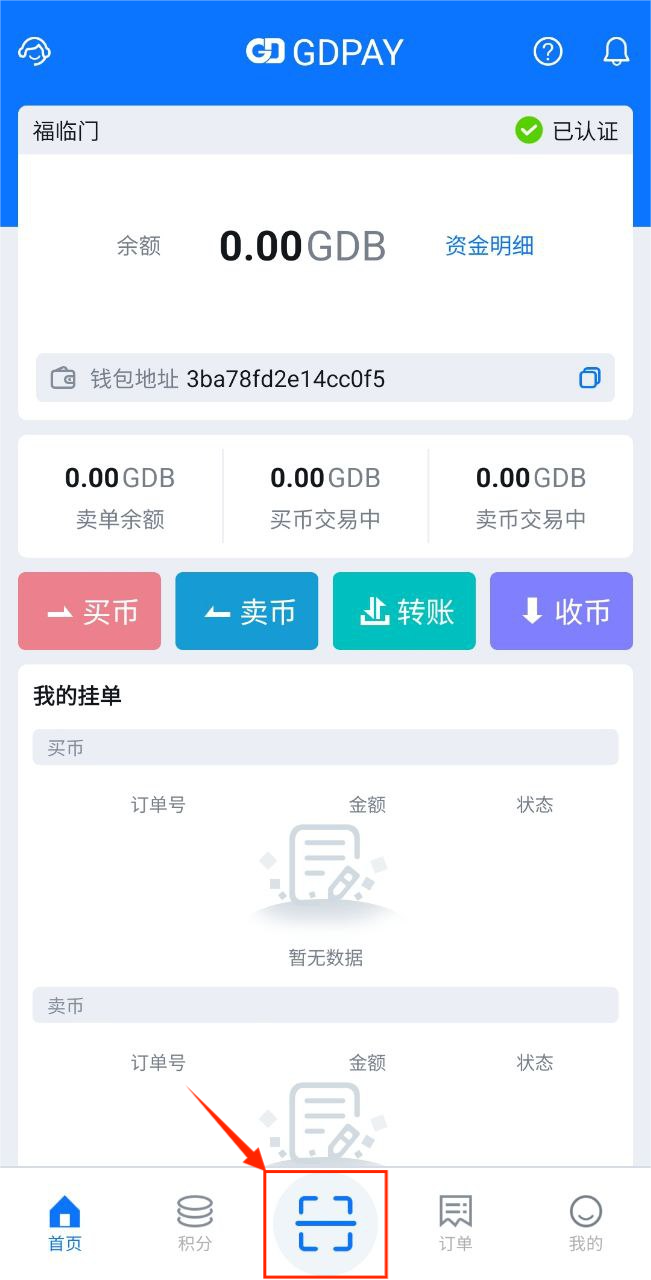 GD GDPAY
福临门 已认证
余额 0.00GDB 资金明细
钱包地址 3ba78fd2e14cc0f5
0.00GDB 0.00GDB 0.00GDB
卖单余额 买币交易中 卖币交易中
买币 卖币 转账 收币
我的挂单
买币
订单号 金额 状态
暂无数据
卖币
订单号 金额 状态
首页 积分 订单 我的